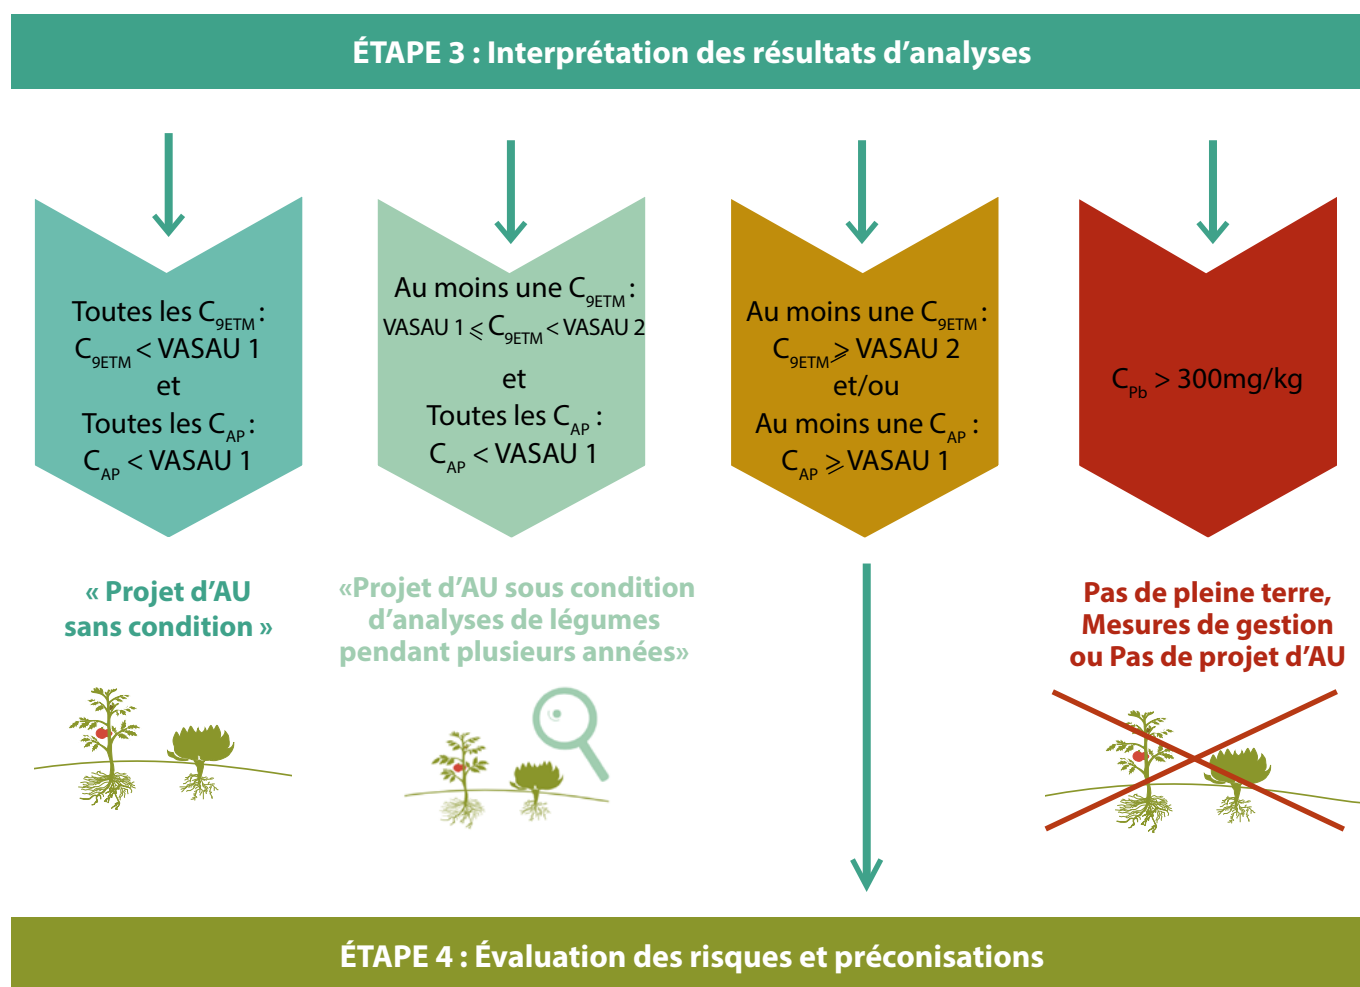 ÉTAPE 3 : Interprétation des résultats d’analyses
Toutes les C9ETM :
C9ETM < VASAU 1
et
Toutes les CAP :
CAP < VASAU 1
« Projet d’AU
sans condition »
Au moins une C9ETM :
VASAU 1 ⩽ C9ETM < VASAU 2
et
Toutes les CAP :
CAP < VASAU 1
«Projet d’AU sous condition
d’analyses de légumes
pendant plusieurs années»
Au moins une C9ETM :
C9ETM ⩾ VASAU 2
et/ou
Au moins une CAP :
CAP ⩾ VASAU 1
CPb > 300mg/kg
Pas de pleine terre,
Mesures de gestion
ou Pas de projet d’AU
ÉTAPE 4 : Évaluation des risques et préconisations